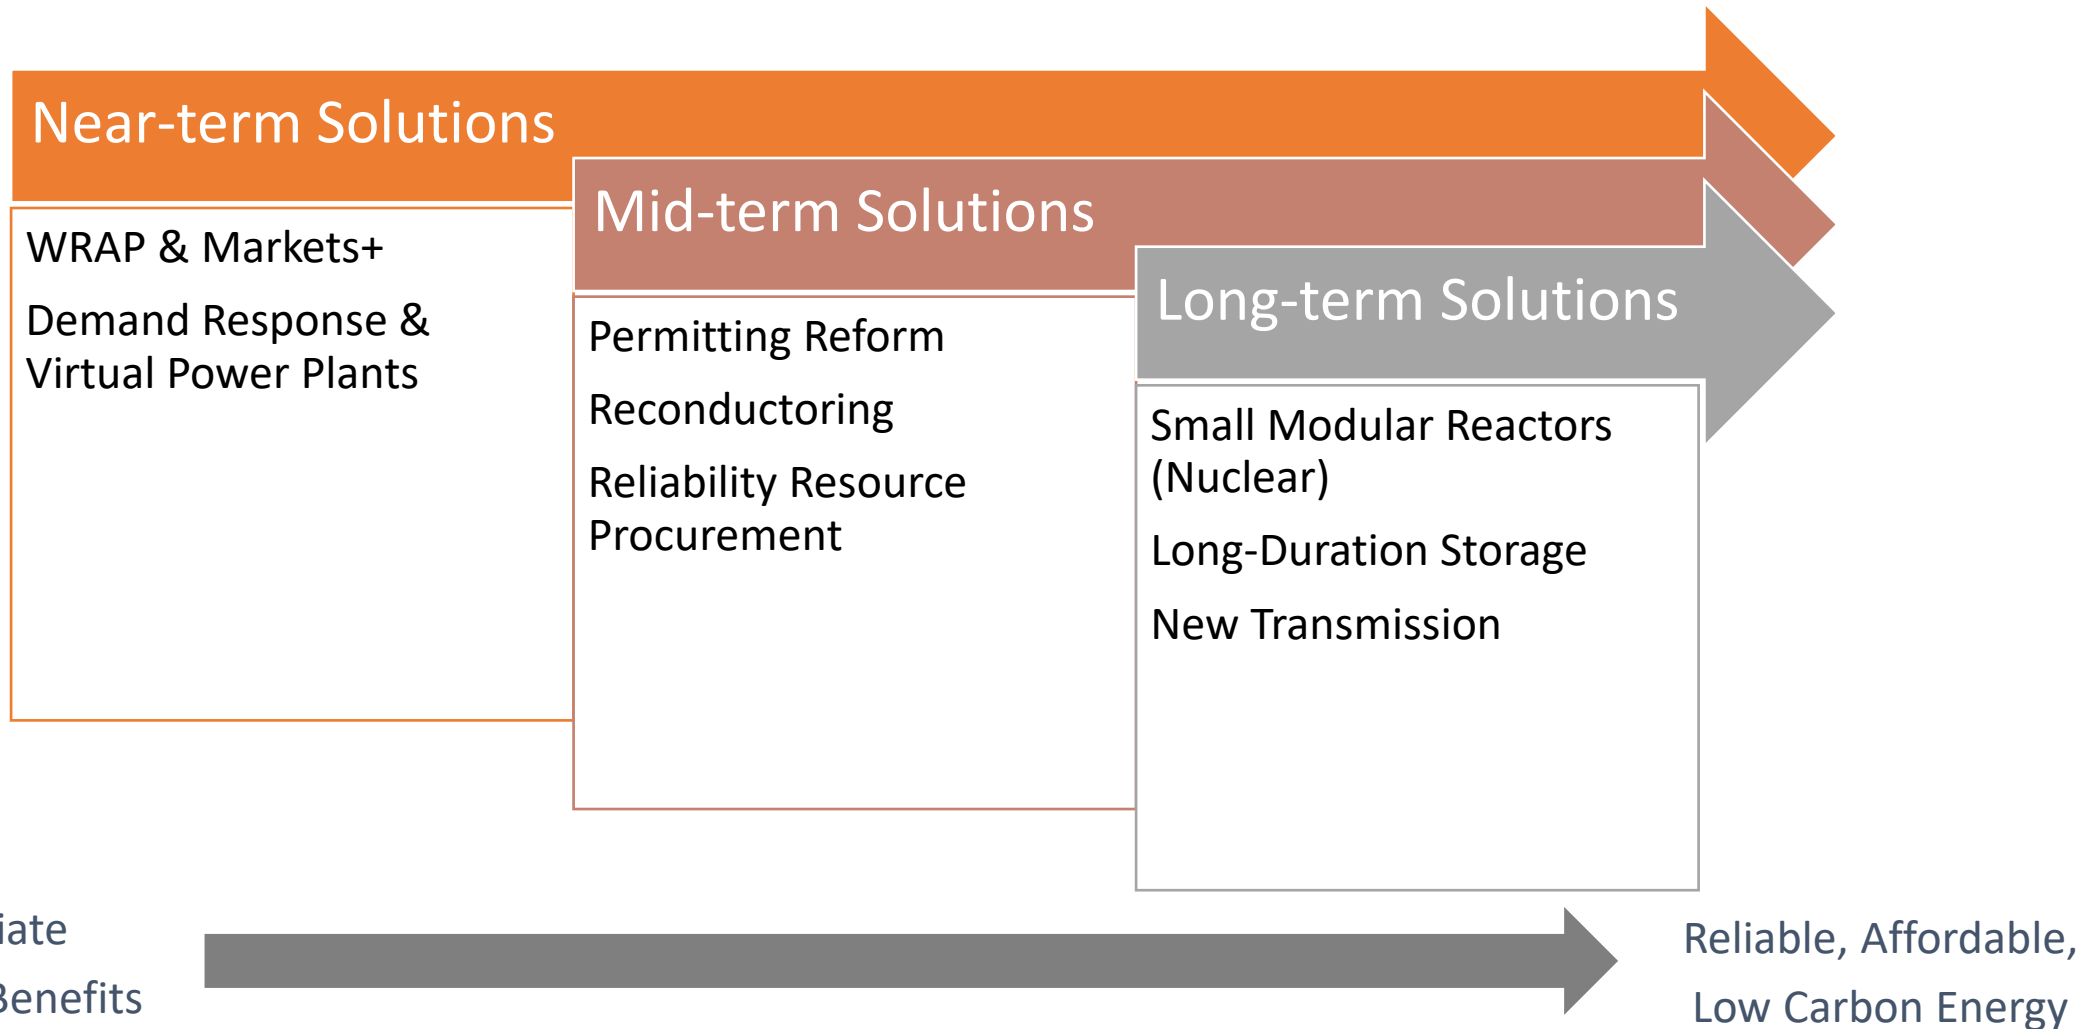 Near-term Solutions
WRAP & Markets+
Demand Response &
Virtual Power Plants
Mid-term Solutions
Permitting Reform
Reconductoring
Reliability Resource
Procurement
Long-term Solutions
Small Modular Reactors
(Nuclear)
Long-Duration Storage
New Transmission
Benefits
Reliable, Affordable,
Low Carbon Energy